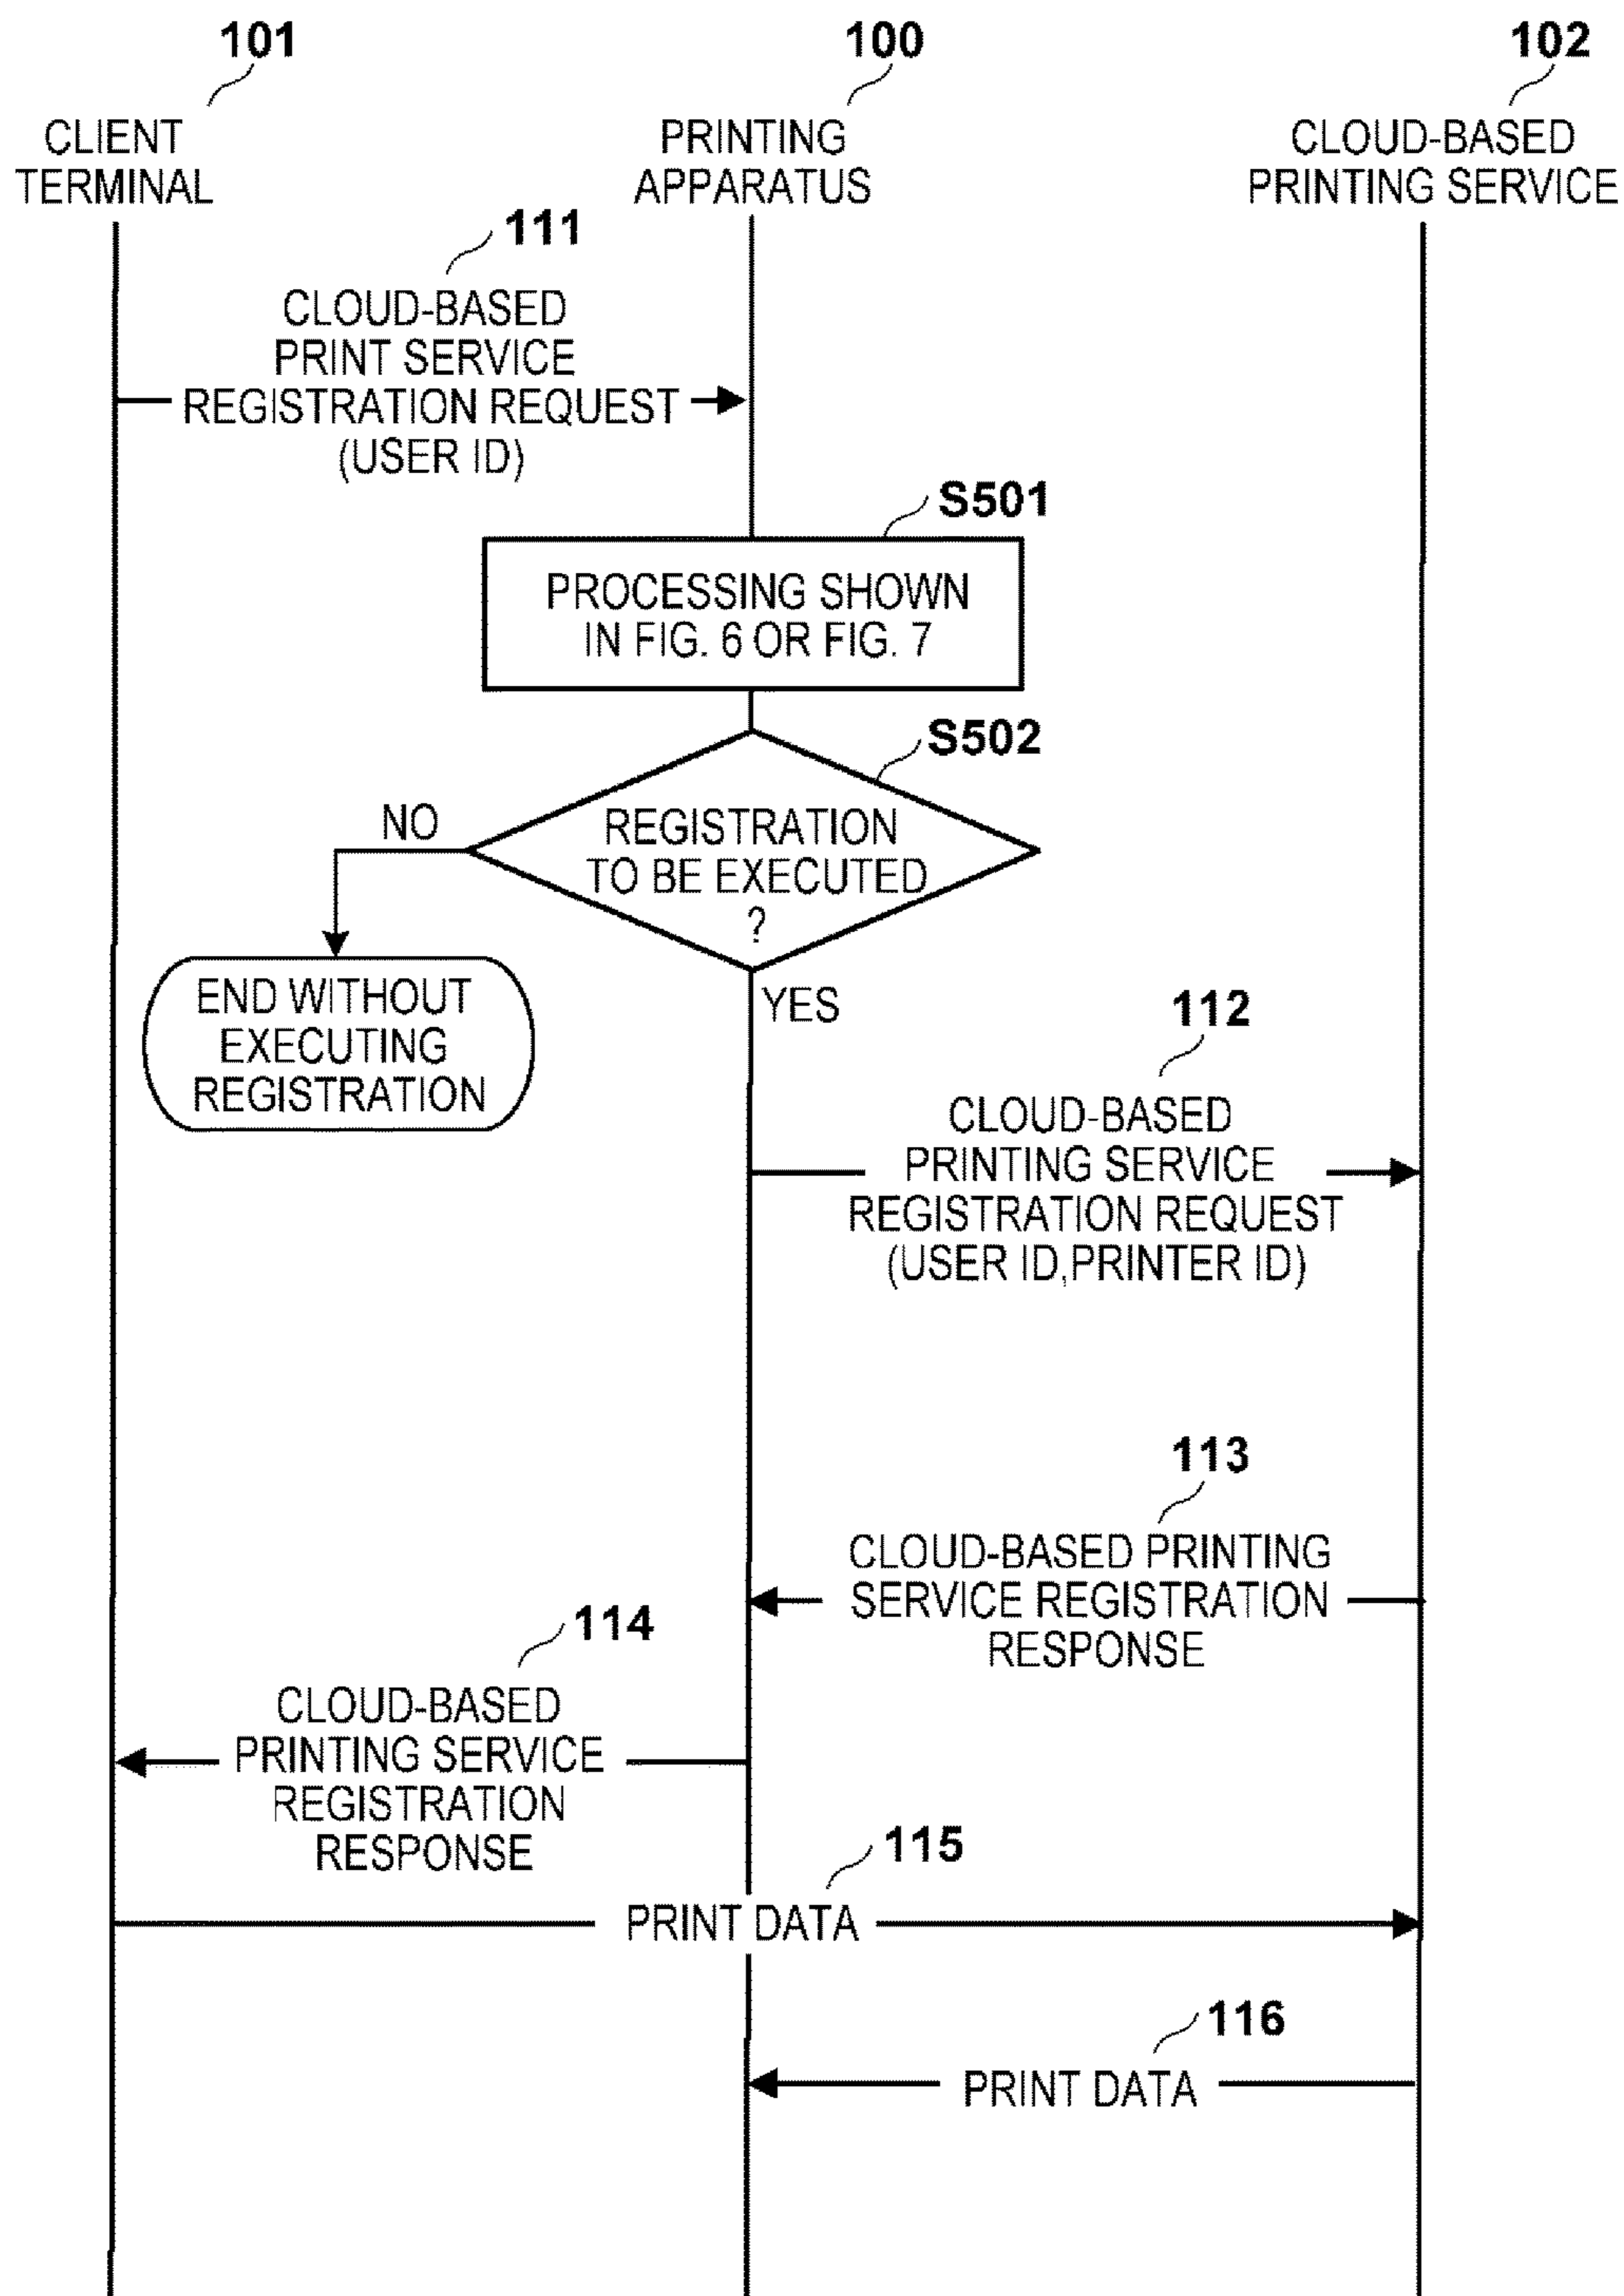 101
100
102
CLIENT
TERMINAL
PRINTING
APPARATUS
CLOUD-BASED
PRINTING SERVICE
111
CLOUD-BASED
PRINT SERVICE
REGISTRATION REQUEST
(USER ID)
S501
PROCESSING SHOWN
IN FIG. 6 OR FIG. 7
S502
REGISTRATION
TO BE EXECUTED
?
NO
END WITHOUT
EXECUTING
REGISTRATION
YES
112
CLOUD-BASED
PRINTING SERVICE
REGISTRATION REQUEST
(USER ID,PRINTER ID)
113
CLOUD-BASED PRINTING
SERVICE REGISTRATION
RESPONSE
114
CLOUD-BASED
PRINTING SERVICE
REGISTRATION
RESPONSE
115
PRINT DATA
116
PRINT DATA